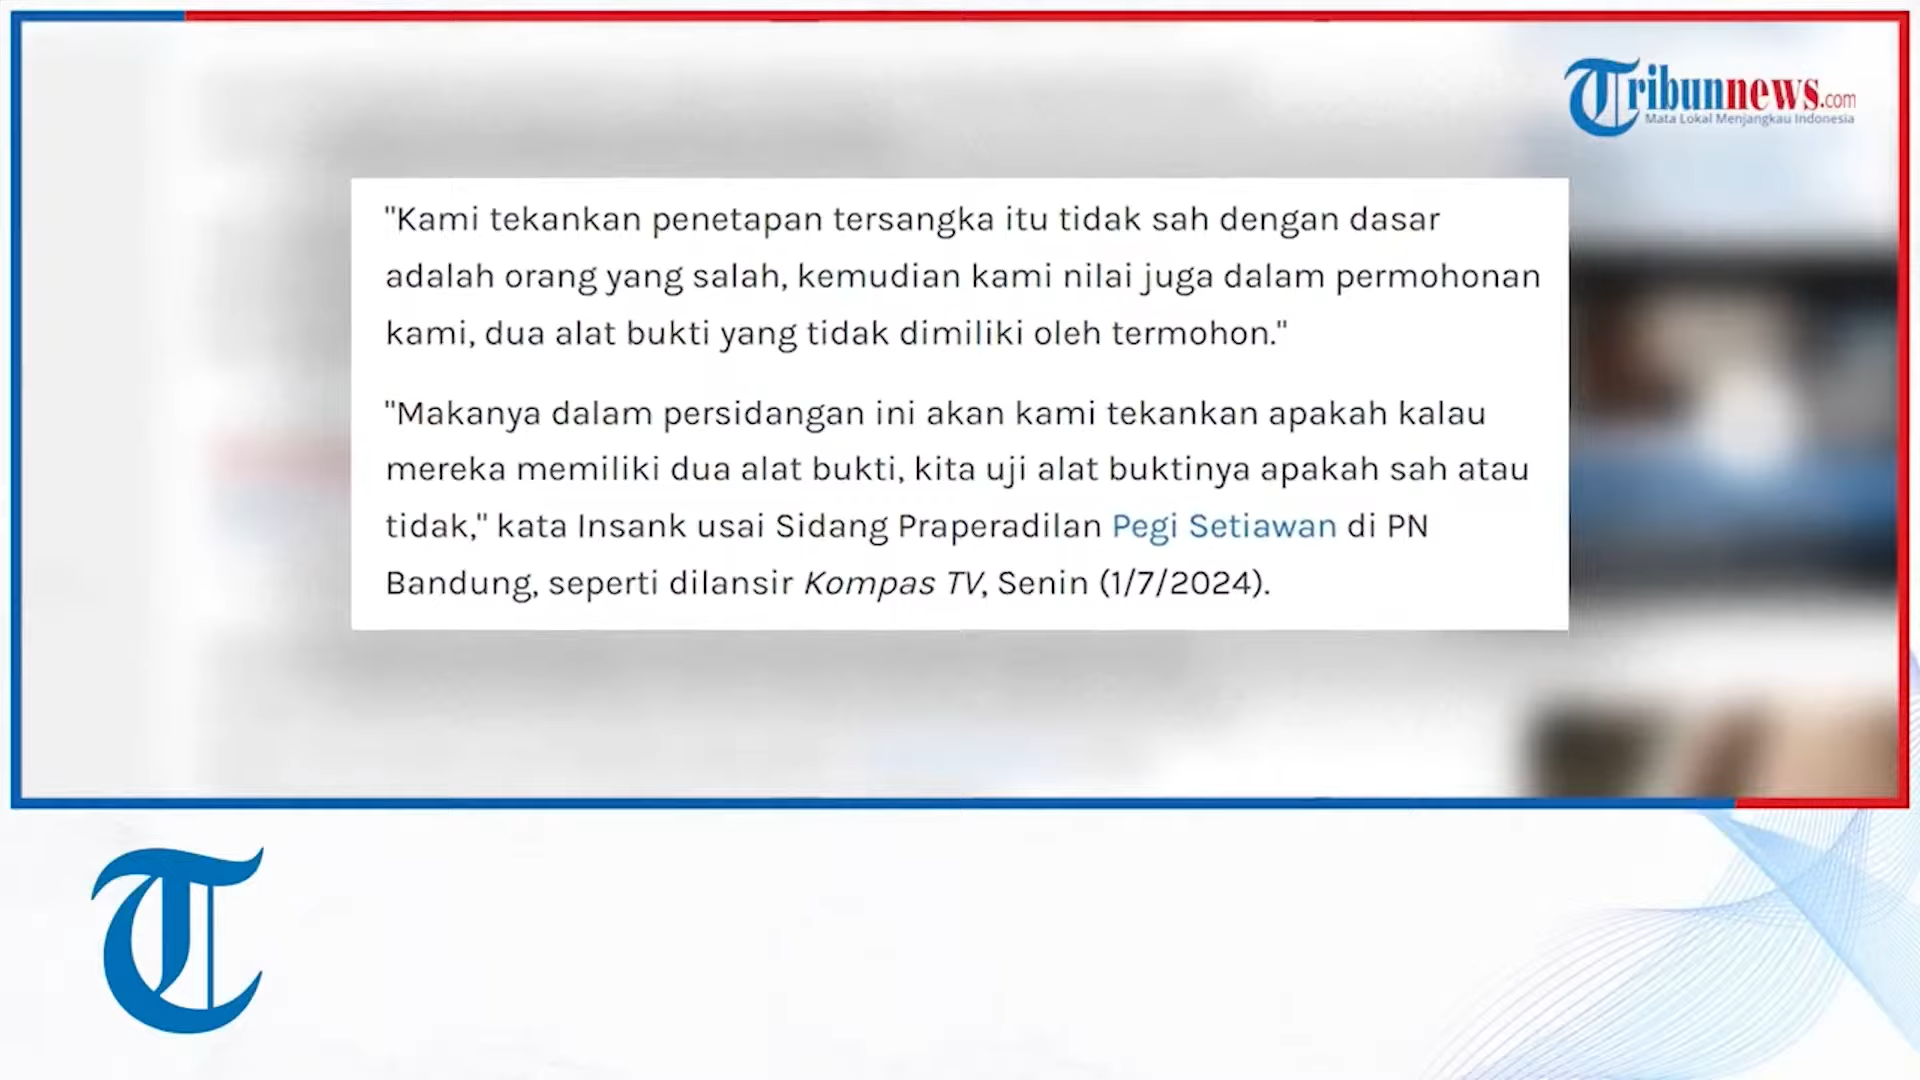 Tribunnews.com
Mata Lokal Menjangkau Indonesia
"Kami tekankan penetapan tersangka itu tidak sah dengan dasar
adalah orang yang salah, kemudian kami nilai juga dalam permohonan
kami, dua alat bukti yang tidak dimiliki oleh termohon."
"Makanya dalam persidangan ini akan kami tekankan apakah kalau
mereka memiliki dua alat bukti, kita uji alat buktinya apakah sah atau
tidak," kata Insank usai Sidang Praperadilan Pegi Setiawan di PN
Bandung, seperti dilansir Kompas TV, Senin (1/7/2024).
T